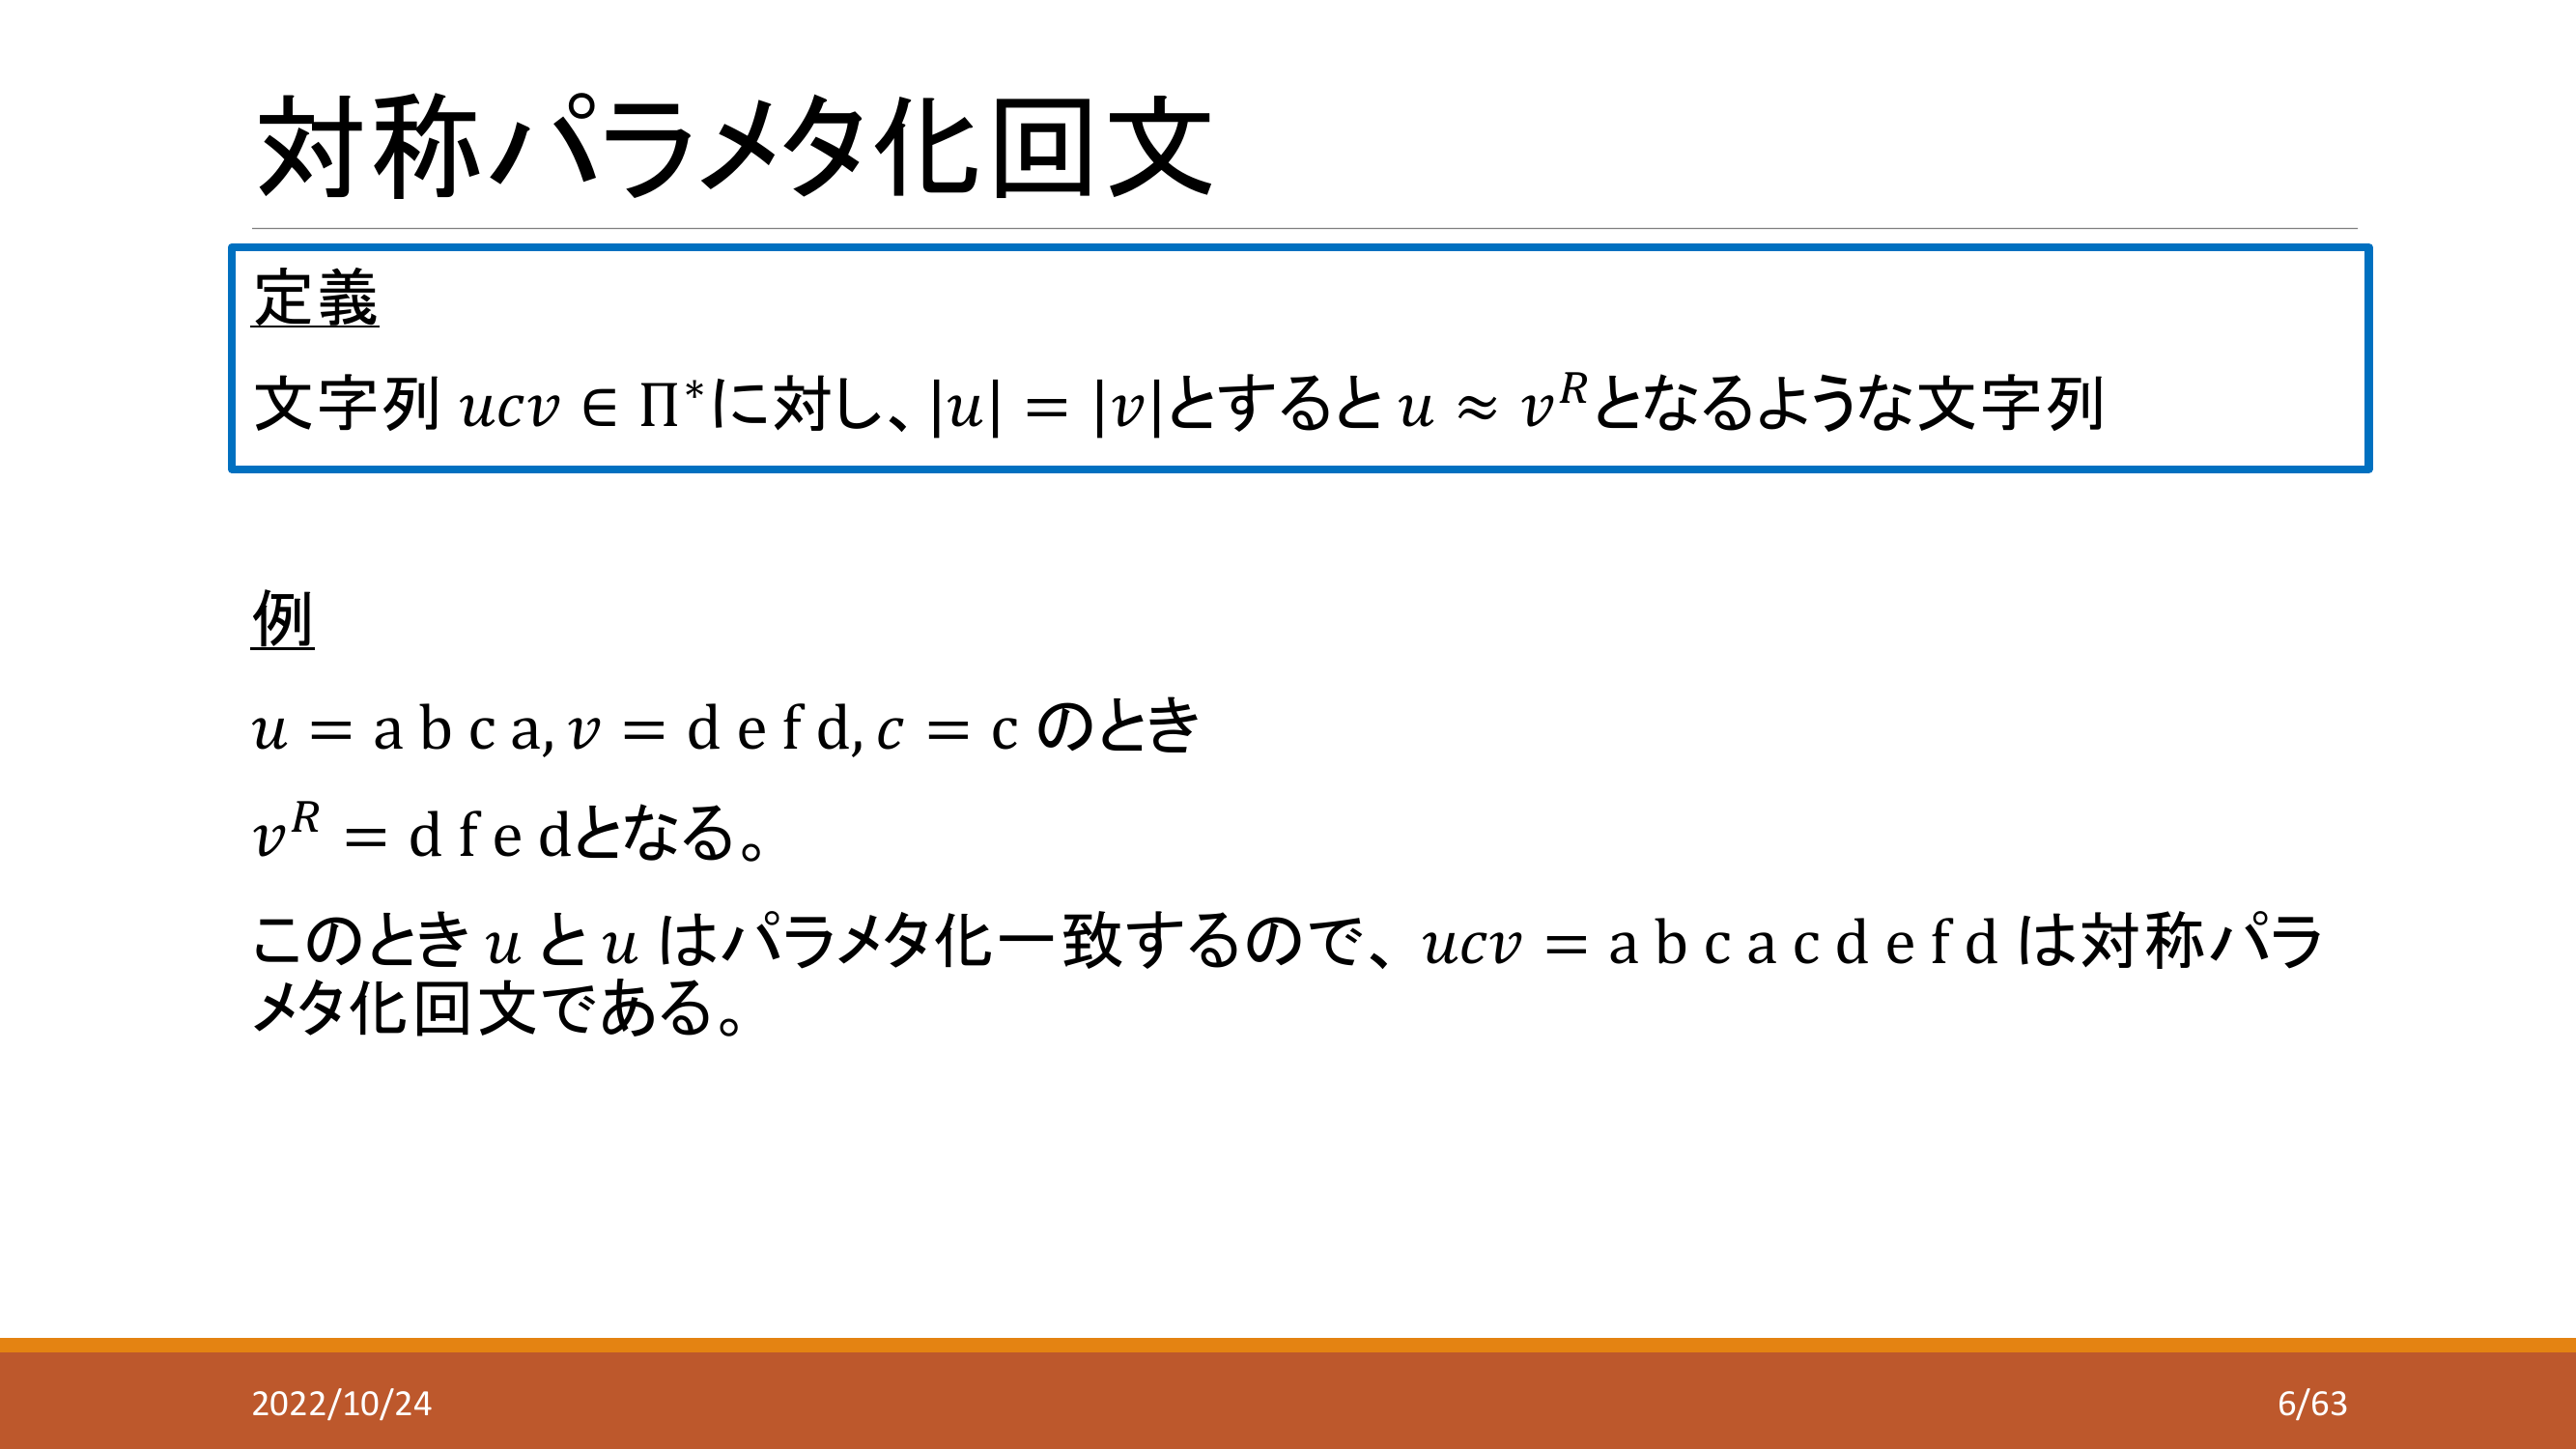 対称パラメタ化回文
定義
文字列 𝑢𝑐𝑣 ∈ Π*に対し、|𝑢| = |𝑣|とすると 𝑢 ≈ 𝑣ᴿとなるような文字列
例
𝑢 = a b c a, 𝑣 = d e f d, 𝑐 = c のとき
𝑣ᴿ = d f e dとなる。
このとき 𝑢 と 𝑢 はパラメタ化一致するので、 𝑢𝑐𝑣 = a b c a c d e f d は対称パラ
メタ化回文である。
2022/10/24
6/63